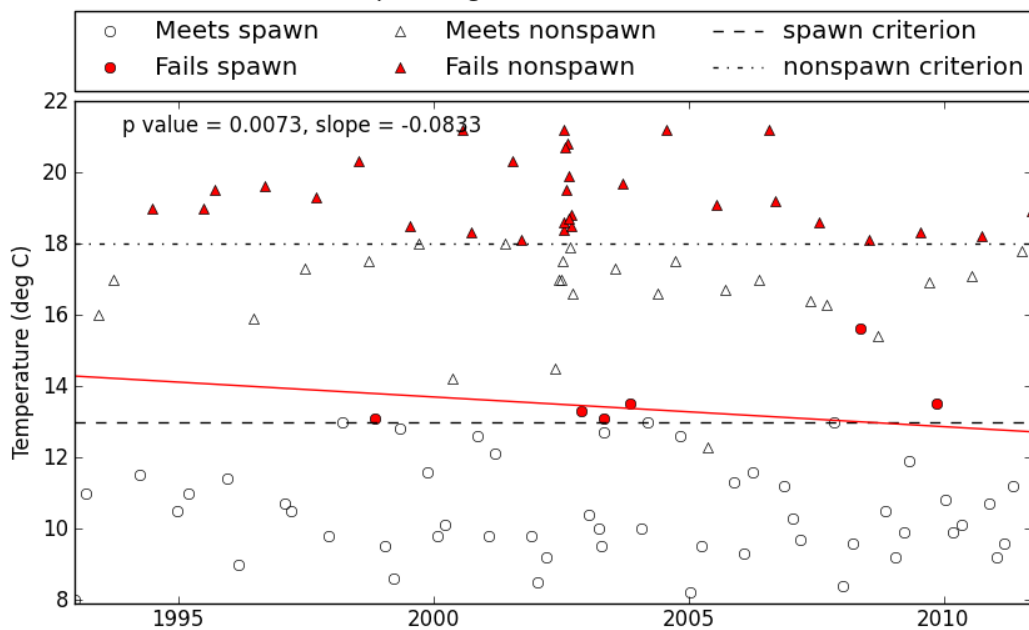 Meets spawn
Meets nonspawn
spawn criterion
Fails spawn
Fails nonspawn
nonspawn criterion
p value = 0.0073, slope = -0.0833
Temperature (deg C)
22
20
18
16
14
12
10
8
1995
2000
2005
2010